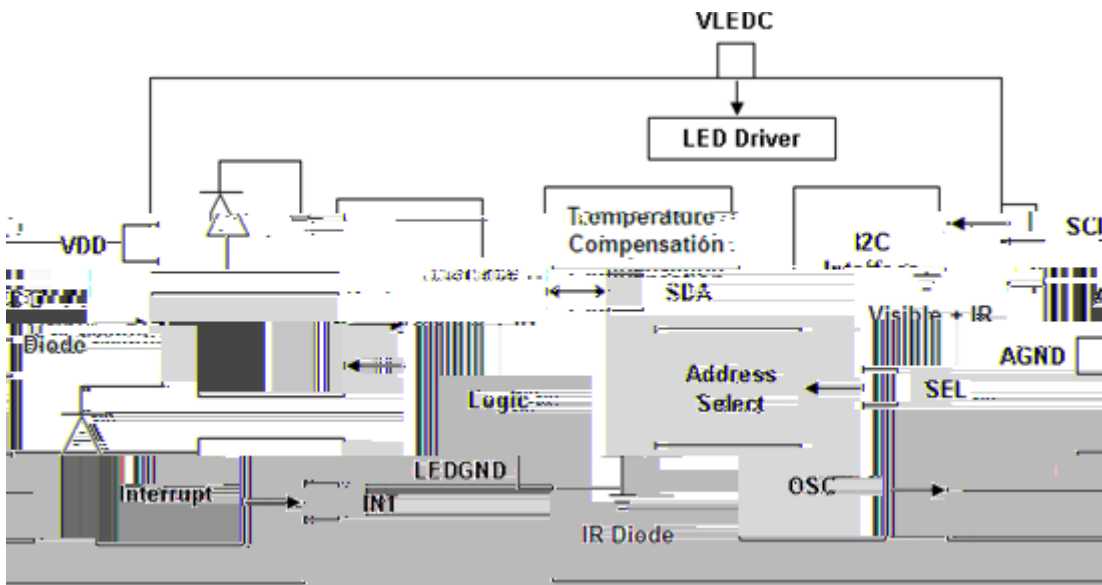 VLEDC
LED Driver
Temperature
Compensation
VDD
I2C
SDA
Visible + IR
Diode
AGND
Address
Select
SEL
Logic
LEDGND
OSC
Interrupt
INT
IR Diode